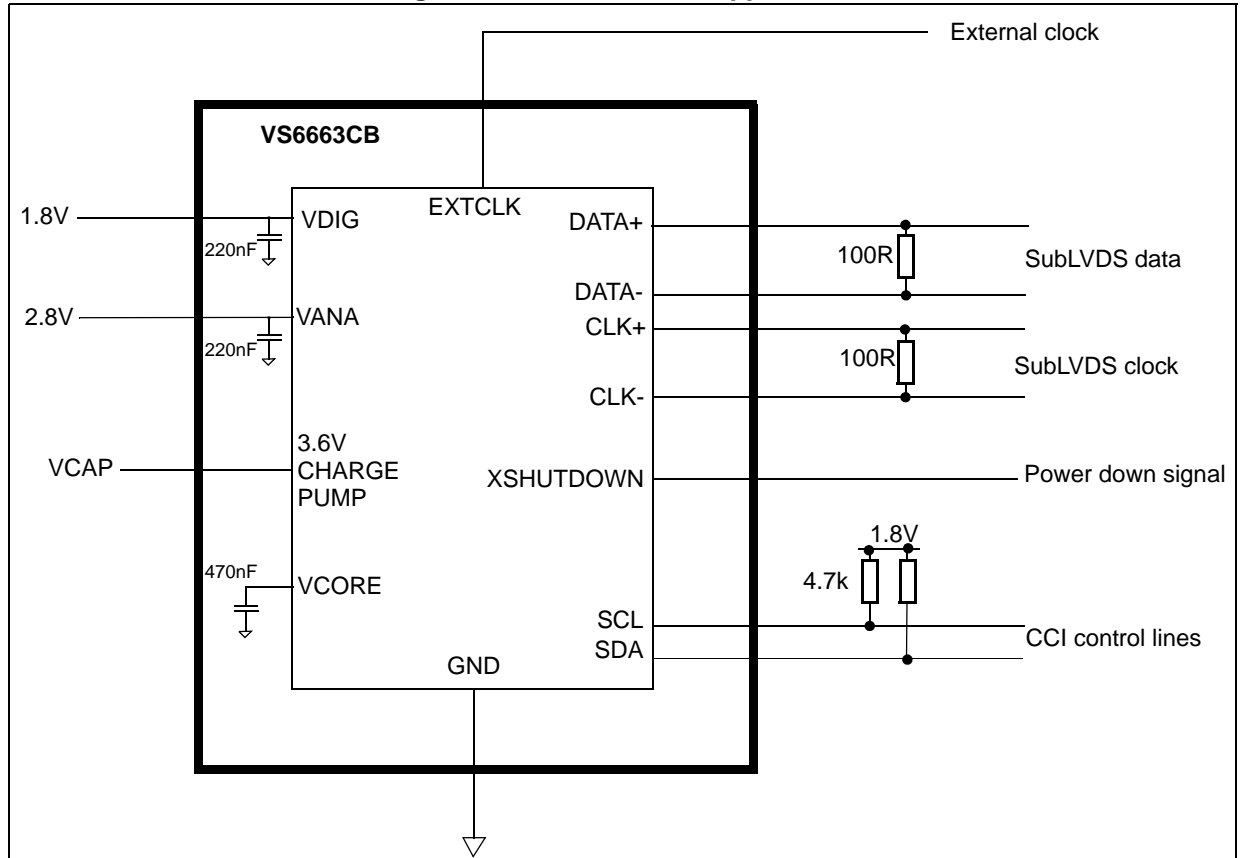 External clock
VS6663CB
EXTCLK
1.8V
VDIG
220nF
DATA+
100R
SubLVDS data
DATA-
2.8V
VANA
220nF
CLK+
100R
SubLVDS clock
CLK-
VCAP
3.6V
CHARGE
PUMP
XSHUTDOWN
Power down signal
470nF
VCORE
1.8V
4.7k
SCL
SDA
CCI control lines
GND